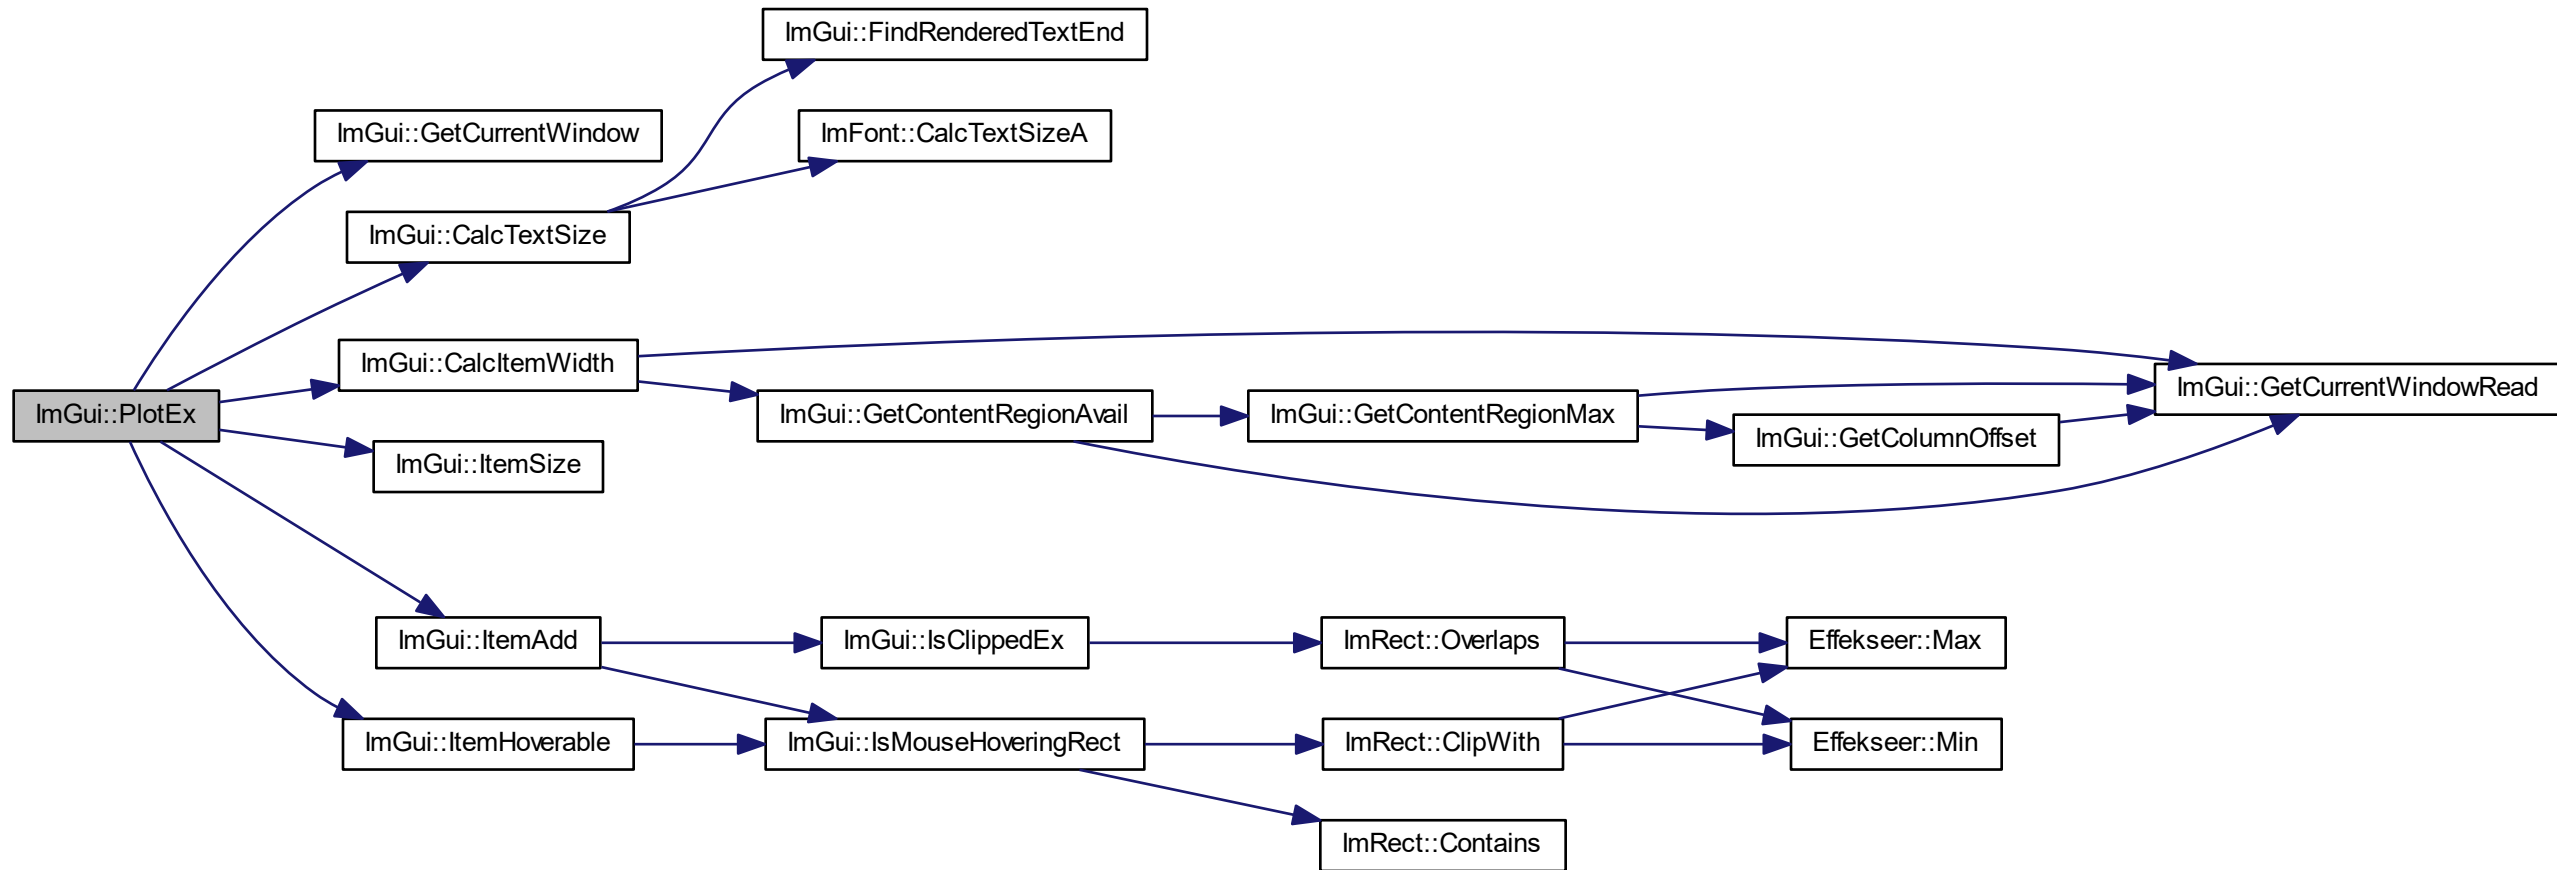 ImGui::FindRenderedTextEnd
ImGui::GetCurrentWindow
ImFont::CalcTextSizeA
ImGui::CalcTextSize
ImGui::CalcItemWidth
ImGui::GetCurrentWindowRead
ImGui::PlotEx
ImGui::GetContentRegionAvail
ImGui::GetContentRegionMax
ImGui::GetColumnOffset
ImGui::ItemSize
ImGui::ItemAdd
ImGui::IsClippedEx
ImRect::Overlaps
Effekseer::Max
ImGui::ItemHoverable
ImGui::IsMouseHoveringRect
ImRect::ClipWith
Effekseer::Min
ImRect::Contains